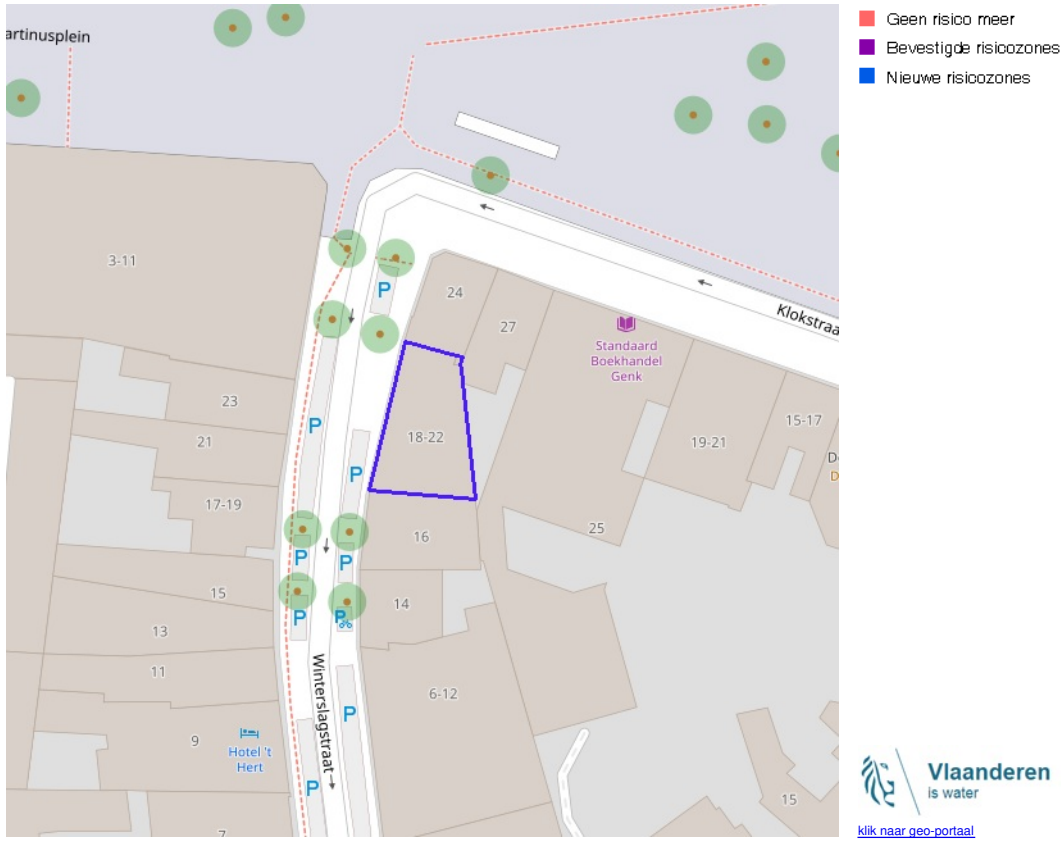 artinusplein
3-11
24
27
Standaard
Boekhandel
Genk
Klokstraa
P
23
21
17-19
P
18-22
P
19-21
15-17
D
16
25
P
P
15
13
14
P
P
11
9
Hotel 't
Hert
Winterslagstraat
6-12
P
P
7
15
Geen risico meer
Bevestigde risicozones
Nieuwe risicozones
Vlaanderen
is water
klik naar geo-portaal